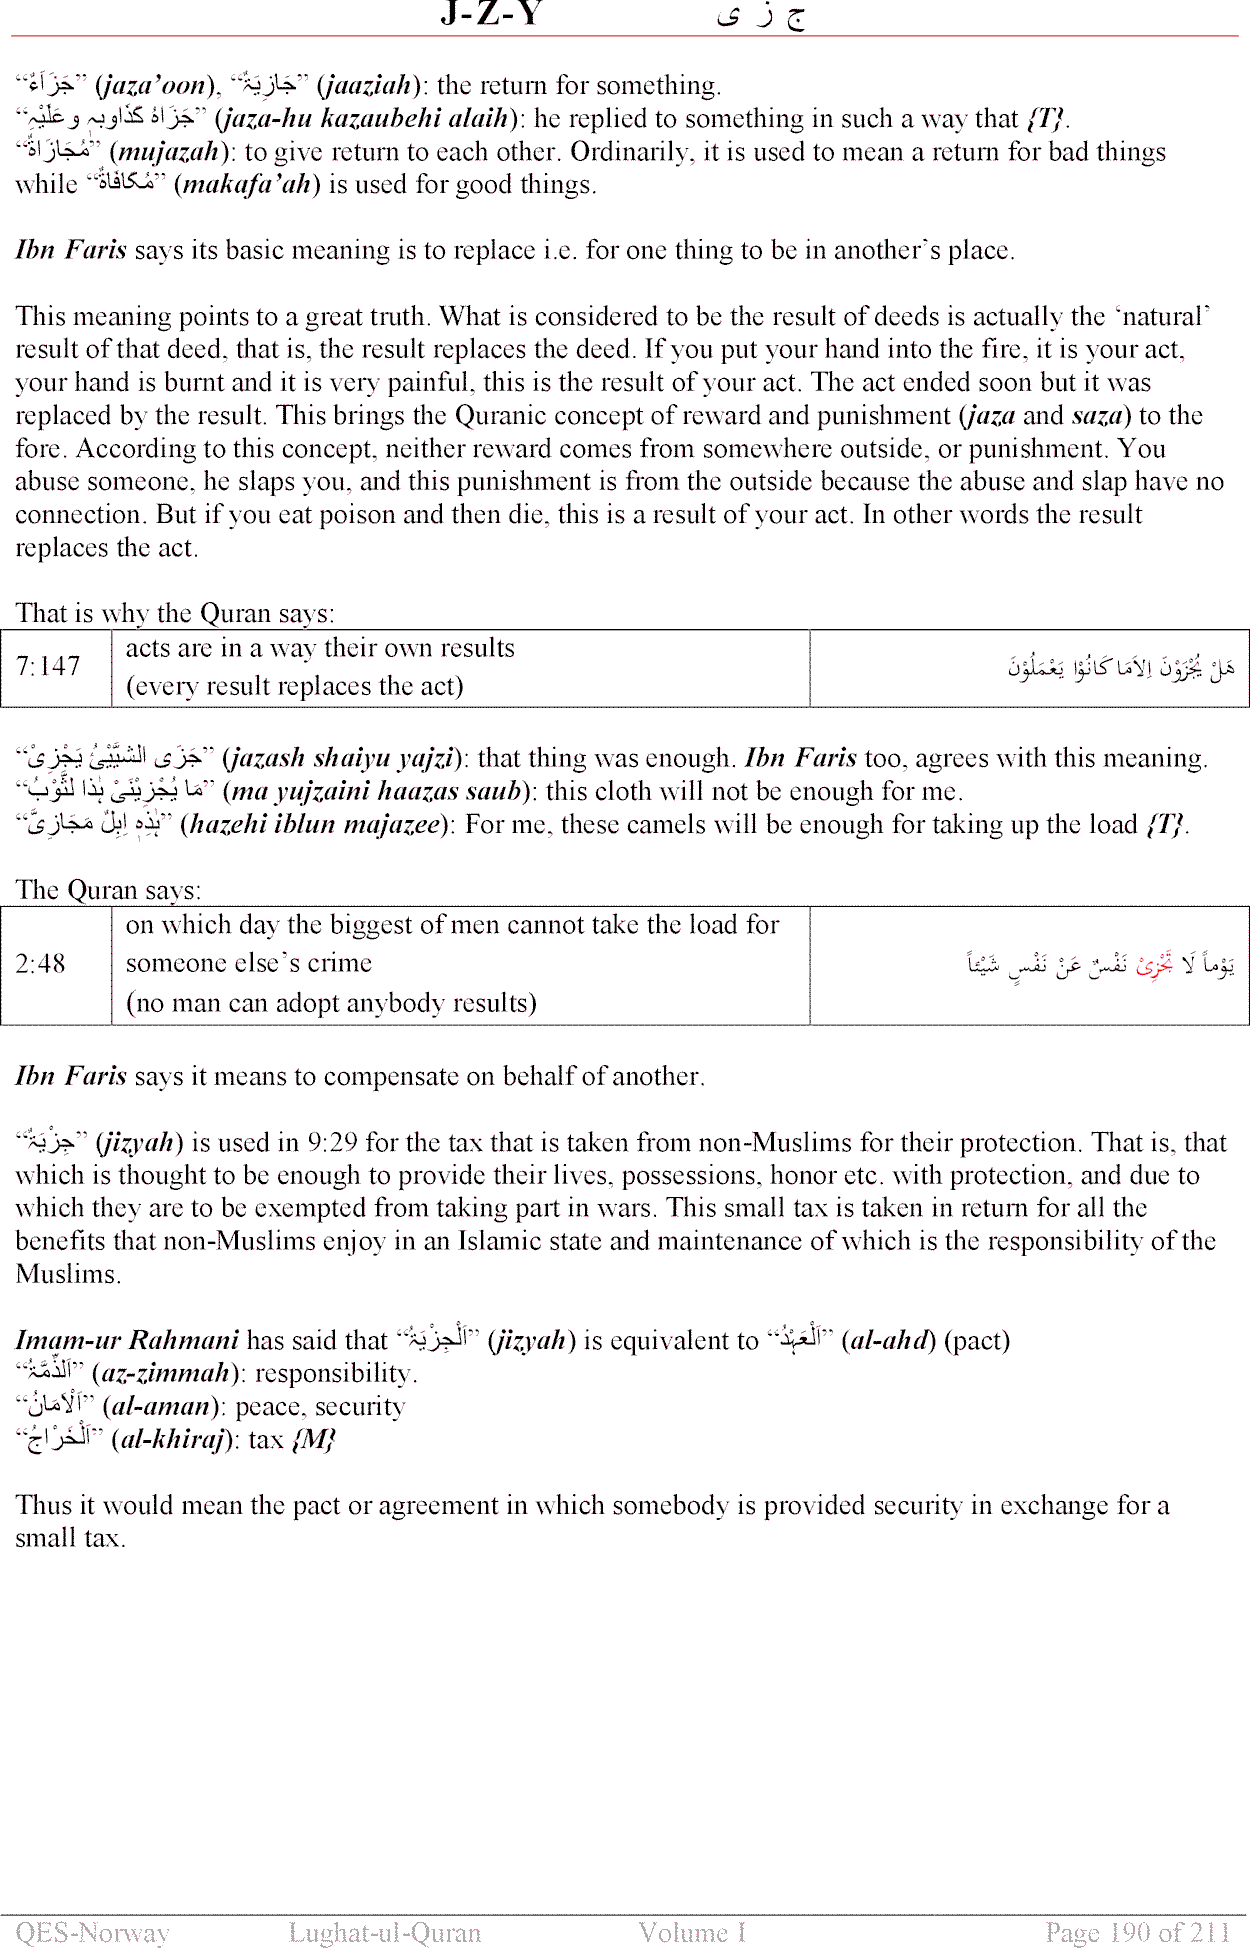 J-Z-Y ج ز ى
“جَزَآءٌ” (jaza’oon), “جَازِیَۃٌ” (jaaziah): the return for something.
“جَزَاهُ کَذَاوبِہٖ وعَلَیْہِ” (jaza-hu kazaubehi alaih): he replied to something in such a way that {T}.
“مُجَازَاۃٌ” (mujazah): to give return to each other. Ordinarily, it is used to mean a return for bad things
while “مُکَافَاۃٌ” (makafa’ah) is used for good things.
Ibn Faris says its basic meaning is to replace i.e. for one thing to be in another’s place.
This meaning points to a great truth. What is considered to be the result of deeds is actually the ‘natural’
result of that deed, that is, the result replaces the deed. If you put your hand into the fire, it is your act,
your hand is burnt and it is very painful, this is the result of your act. The act ended soon but it was
replaced by the result. This brings the Quranic concept of reward and punishment (jaza and saza) to the
fore. According to this concept, neither reward comes from somewhere outside, or punishment. You
abuse someone, he slaps you, and this punishment is from the outside because the abuse and slap have no
connection. But if you eat poison and then die, this is a result of your act. In other words the result
replaces the act.
That is why the Quran says:
7:147 acts are in a way their own results
(every result replaces the act)
هَلْ يُجْزَوْنَ اِلاَمَا كَانُوْا يَعْمَلُوْنَ
“جَزَی الشَّیْئُ یَجْزِیْ” (jazash shaiyu yajzi): that thing was enough. Ibn Faris too, agrees with this meaning.
“مَا یُجْزِیْنَیْ ہٰذَا لثَّوْبُ” (ma yujzaini haazas saub): this cloth will not be enough for me.
“ہٰذِہٖ اِبِلٌ مَجَازِیَّ” (hazehi iblun majazee): For me, these camels will be enough for taking up the load {T}.
The Quran says:
2:48 on which day the biggest of men cannot take the load for
someone else’s crime
(no man can adopt anybody results)
يَوْماً لَا تَجْزِىْ نَفْسٌ عَنْ نَفْسٍ شَيْئاً
Ibn Faris says it means to compensate on behalf of another.
“جِزْیَۃٌ” (jizyah) is used in 9:29 for the tax that is taken from non-Muslims for their protection. That is, that
which is thought to be enough to provide their lives, possessions, honor etc. with protection, and due to
which they are to be exempted from taking part in wars. This small tax is taken in return for all the
benefits that non-Muslims enjoy in an Islamic state and maintenance of which is the responsibility of the
Muslims.
Imam-ur Rahmani has said that “اَلْجِزْیَۃُ” (jizyah) is equivalent to “اَلْعَہْدُ” (al-ahd) (pact)
“اَلذِّمَّۃُ” (az-zimmah): responsibility.
“اَلْاَمَانُ” (al-aman): peace, security
“اَلْخَرْاجُ” (al-khiraj): tax {M}
Thus it would mean the pact or agreement in which somebody is provided security in exchange for a
small tax.
QES-Norway Lughat-ul-Quran Volume I Page 190 of 211